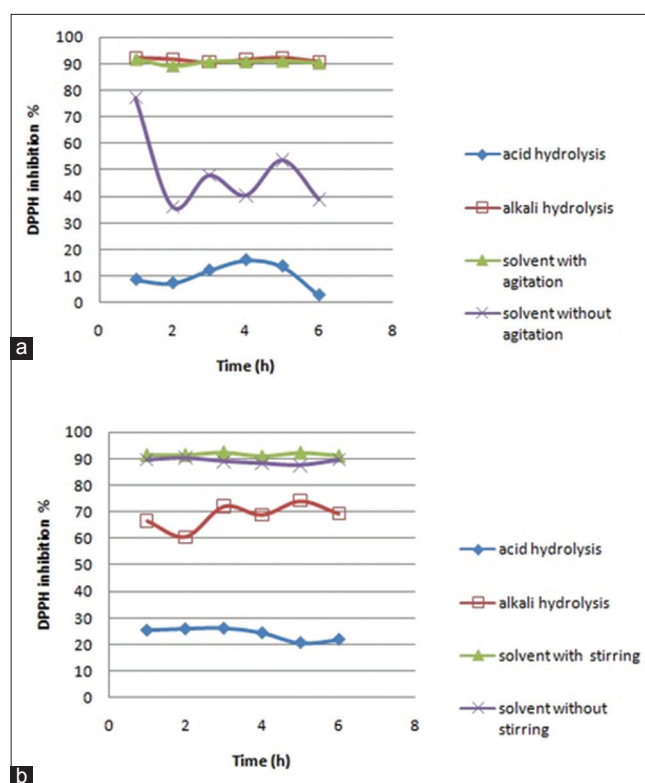 100
90
80
70
60
50
40
30
20
10
0
DPPH inhibition %
0 2 4 6 8
Time (h)
acid hydrolysis
alkali hydrolysis
solvent with
agitation
solvent without
agitation
a
100
90
80
70
60
50
40
30
20
10
0
DPPH inhibition %
0 2 4 6 8
Time (h)
acid hydrolysis
alkali hydrolysis
solvent with stirring
solvent without
stirring
b